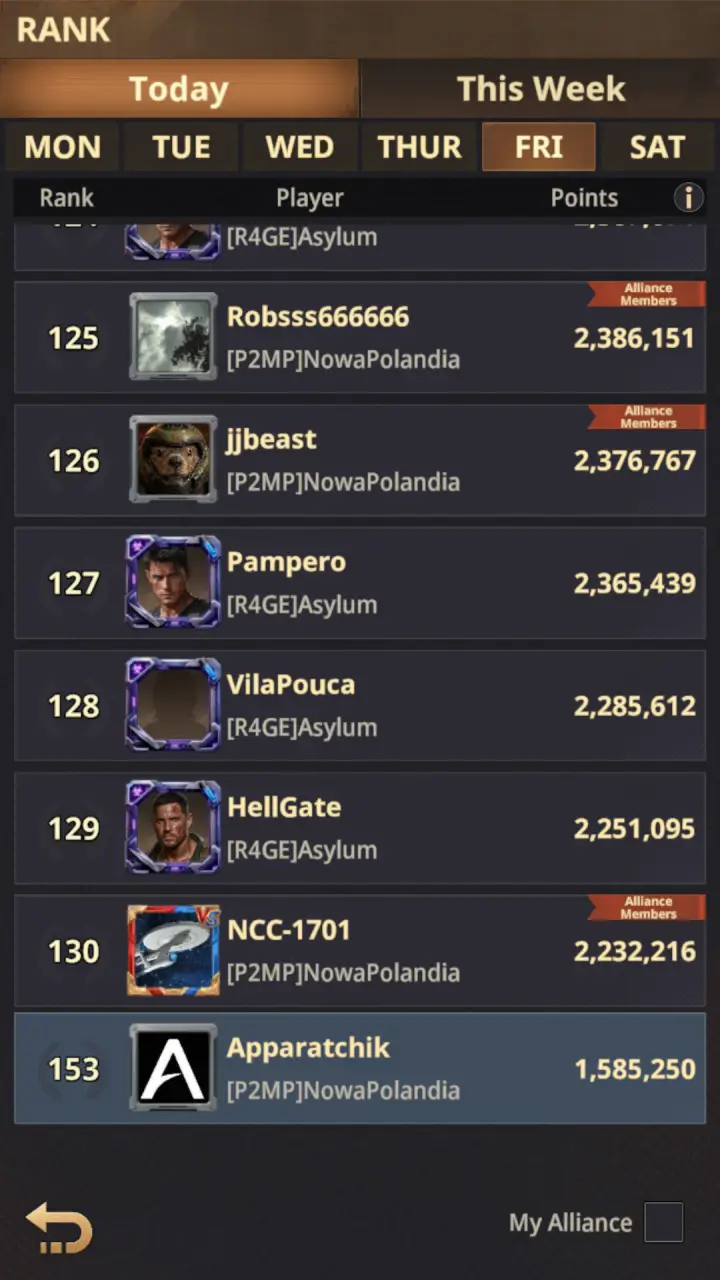 RANK
Today
This Week
MON TUE WED THUR FRI SAT
Rank Player Points
[R4GE]Asylum
Alliance Members
125 Robsss666666 2,386,151
[P2MP]NowaPolandia
Alliance Members
126 jjbeast 2,376,767
[P2MP]NowaPolandia
127 Pampero 2,365,439
[R4GE]Asylum
128 VilaPouca 2,285,612
[R4GE]Asylum
129 HellGate 2,251,095
[R4GE]Asylum
Alliance Members
VS
130 NCC-1701 2,232,216
[P2MP]NowaPolandia
153 Apparatchik 1,585,250
[P2MP]NowaPolandia
My Alliance